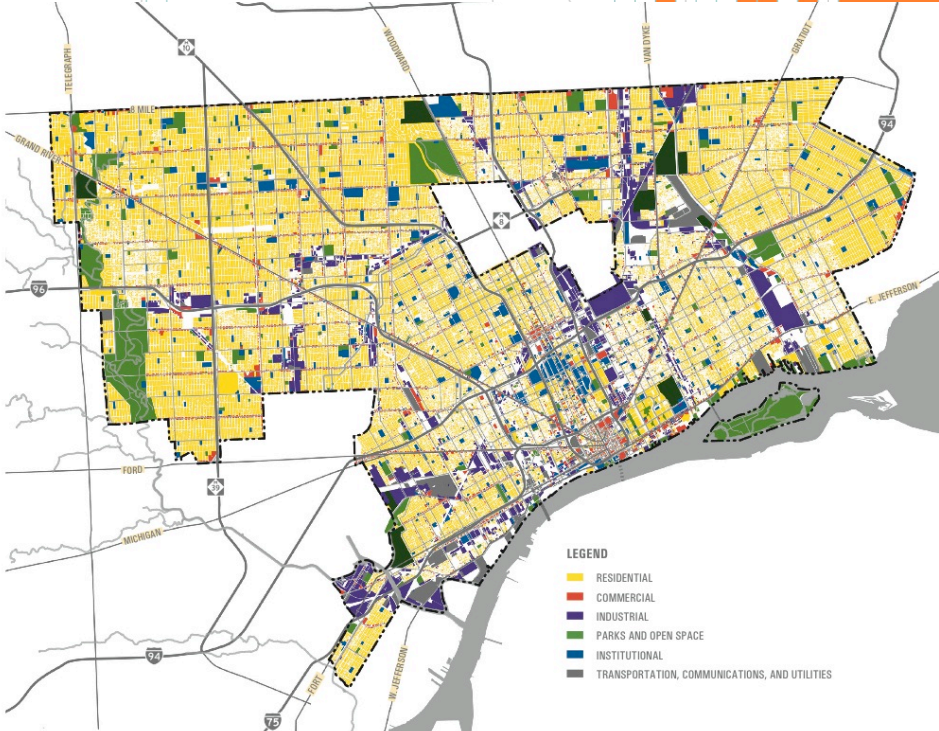 10
TELEGRAPH
WOODWARD
VAN DYKE
GRATIOT
8 MILE
94
GRAND RIVER
8
96
E. JEFFERSON
FORD
39
MICHIGAN
LEGEND
RESIDENTIAL
COMMERCIAL
INDUSTRIAL
PARKS AND OPEN SPACE
INSTITUTIONAL
TRANSPORTATION, COMMUNICATIONS, AND UTILITIES
94
FORT
W. JEFFERSON
75